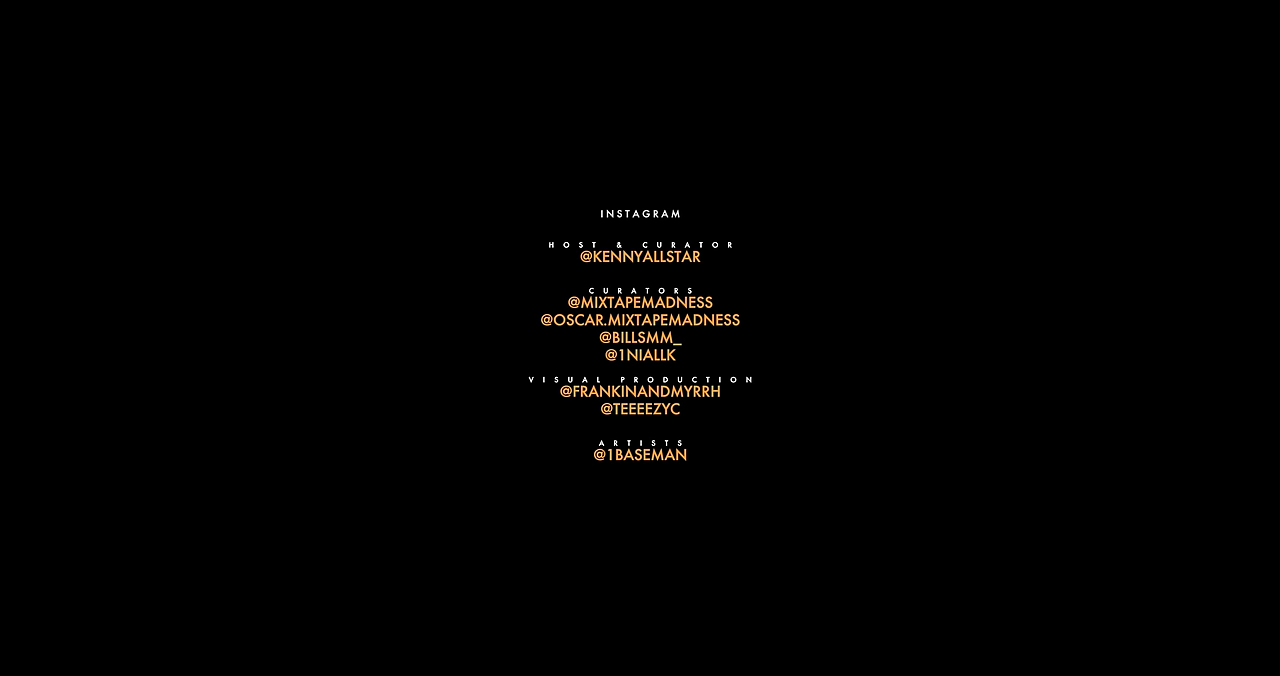 INSTAGRAM
HOST & CURATOR
@KENNYALLSTAR
CURATORS
@MIXTAPEMADNESS
@OSCAR.MIXTAPEMADNESS
@BILLSMM_
@1NIALLK
VISUAL PRODUCTION
@FRANKINANDMYRRH
@TEEEEZYC
ARTISTS
@1BASEMAN